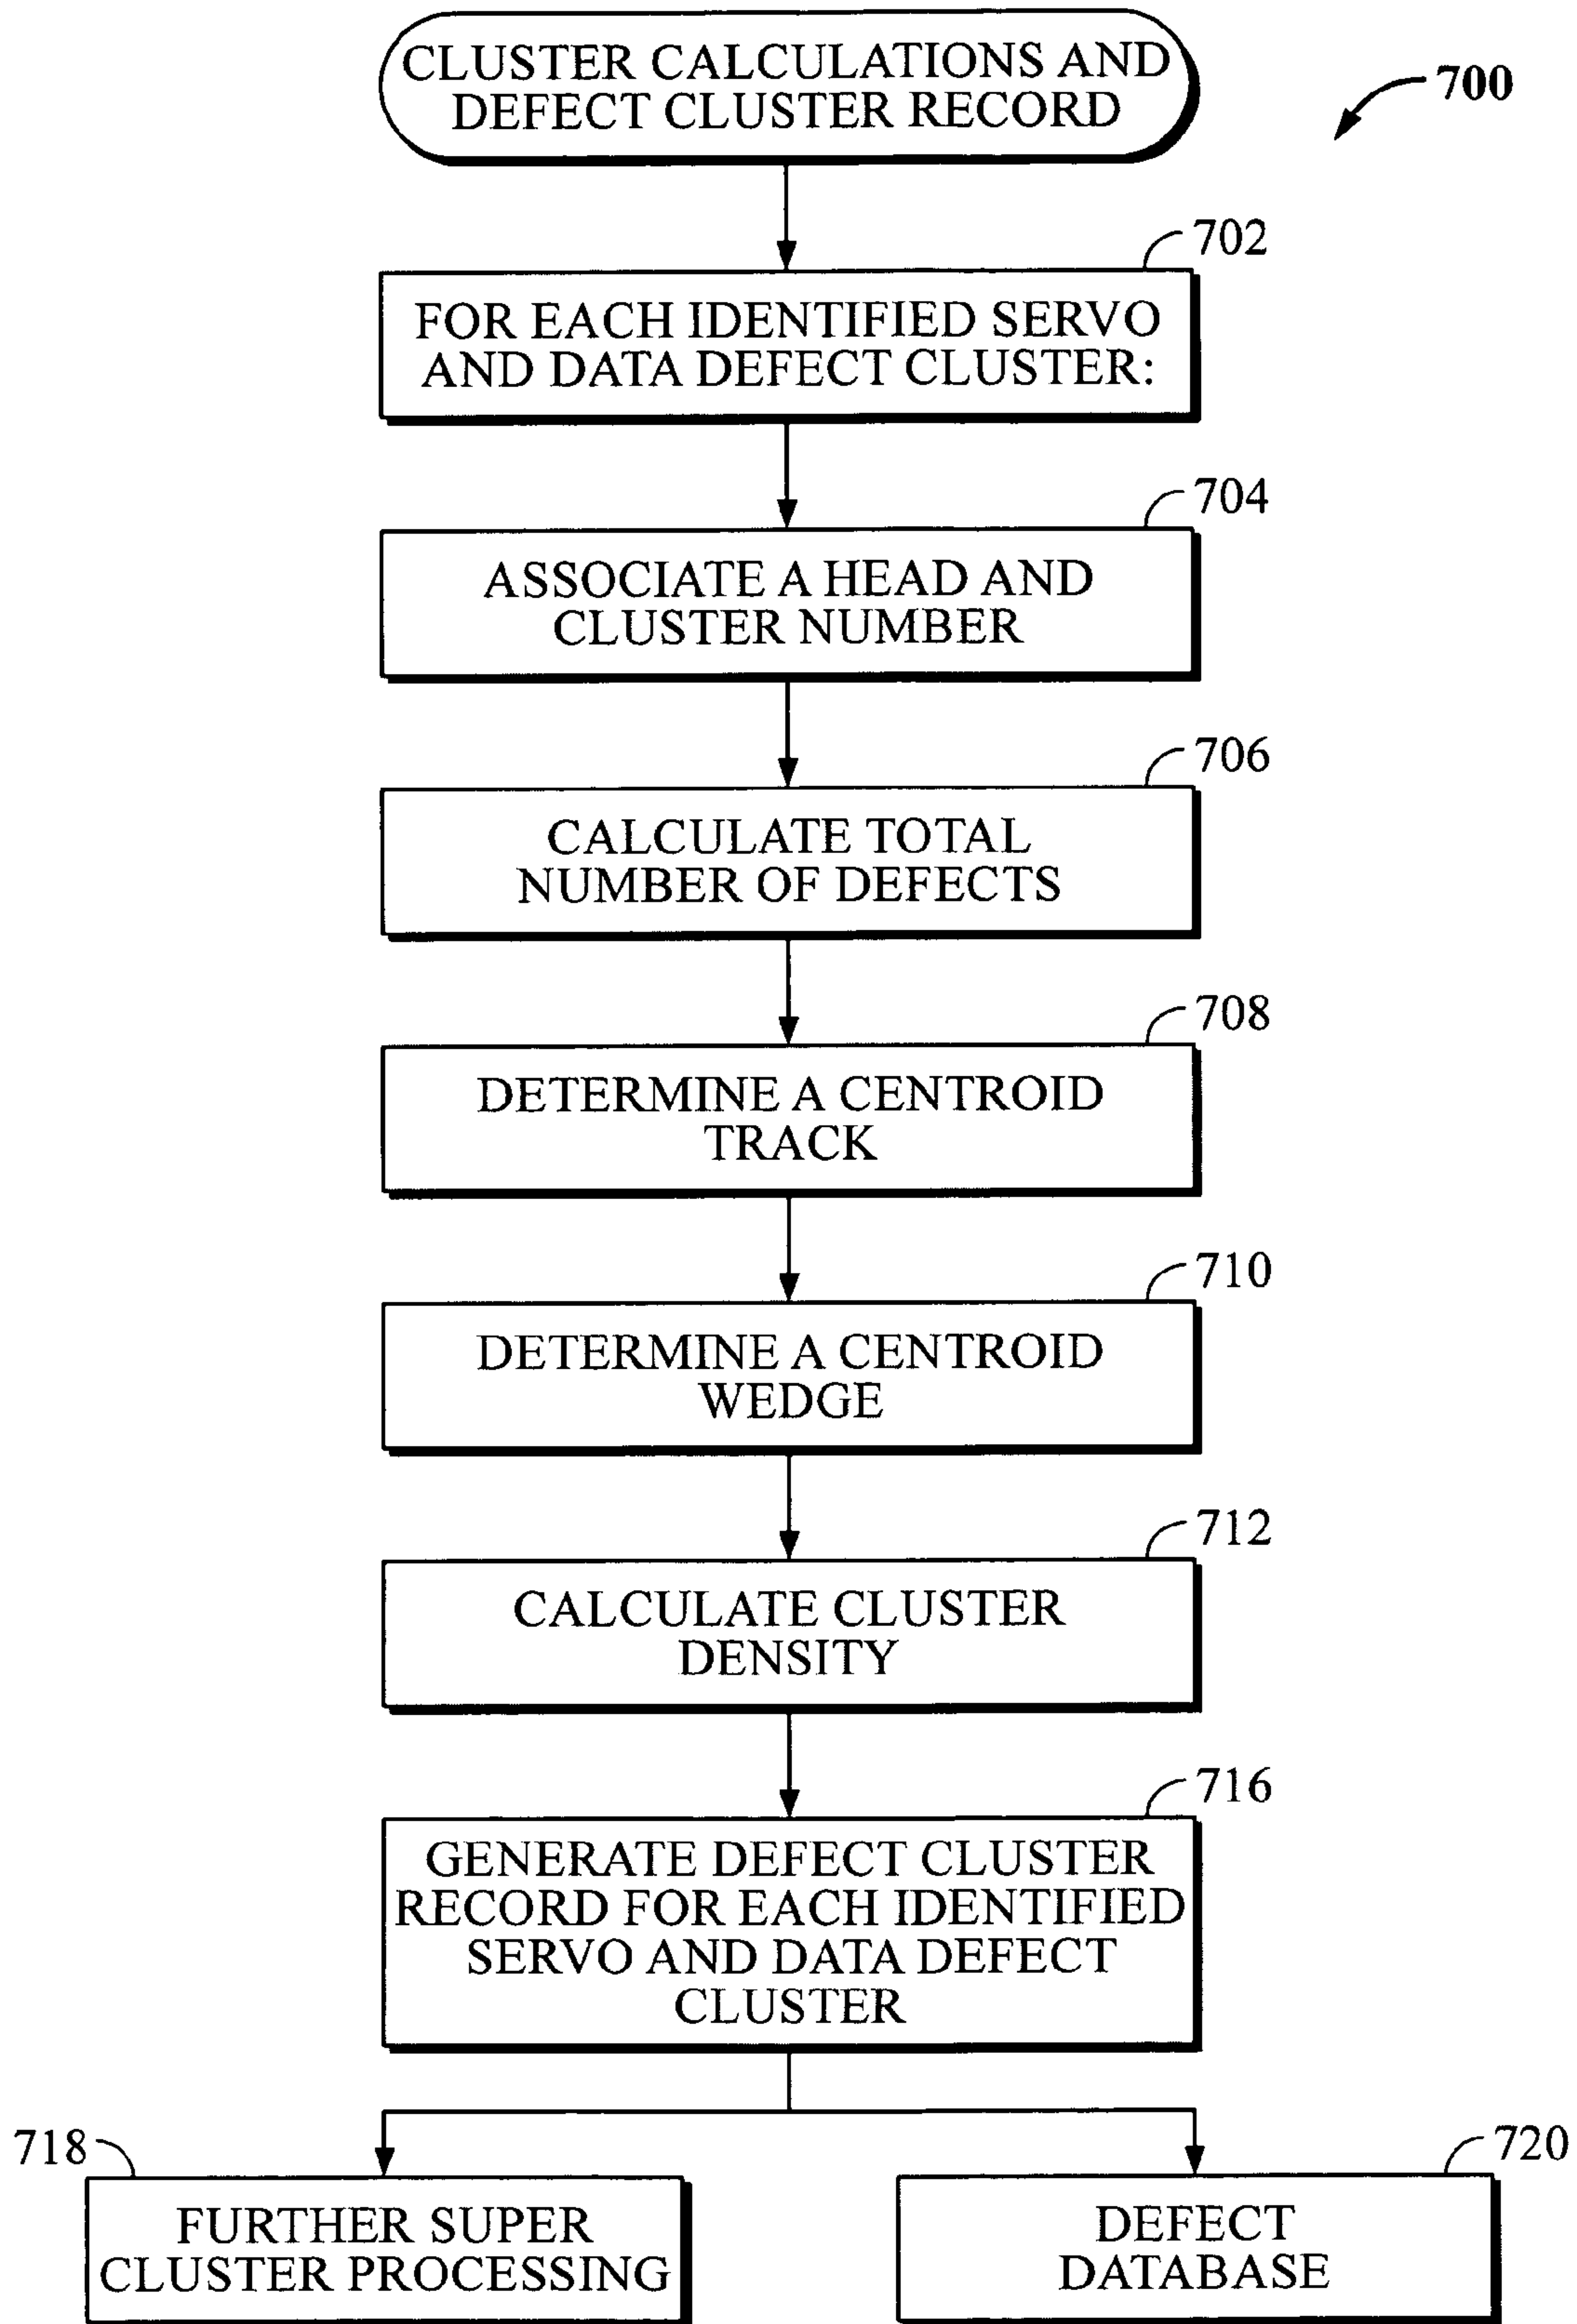 CLUSTER CALCULATIONS AND
DEFECT CLUSTER RECORD
700
702
FOR EACH IDENTIFIED SERVO
AND DATA DEFECT CLUSTER:
704
ASSOCIATE A HEAD AND
CLUSTER NUMBER
706
CALCULATE TOTAL
NUMBER OF DEFECTS
708
DETERMINE A CENTROID
TRACK
710
DETERMINE A CENTROID
WEDGE
712
CALCULATE CLUSTER
DENSITY
716
GENERATE DEFECT CLUSTER
RECORD FOR EACH IDENTIFIED
SERVO AND DATA DEFECT
CLUSTER
718
FURTHER SUPER
CLUSTER PROCESSING
720
DEFECT
DATABASE